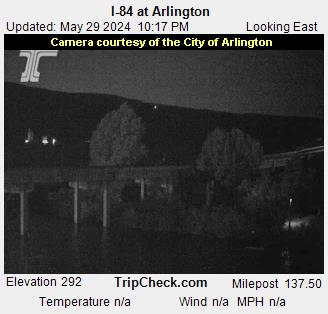 I-84 at Arlington
Updated: May 29 2024 10:17 PM Looking East
Camera courtesy of the City of Arlington
Elevation 292 TripCheck.com Milepost 137.50
Temperature n/a Wind n/a MPH n/a